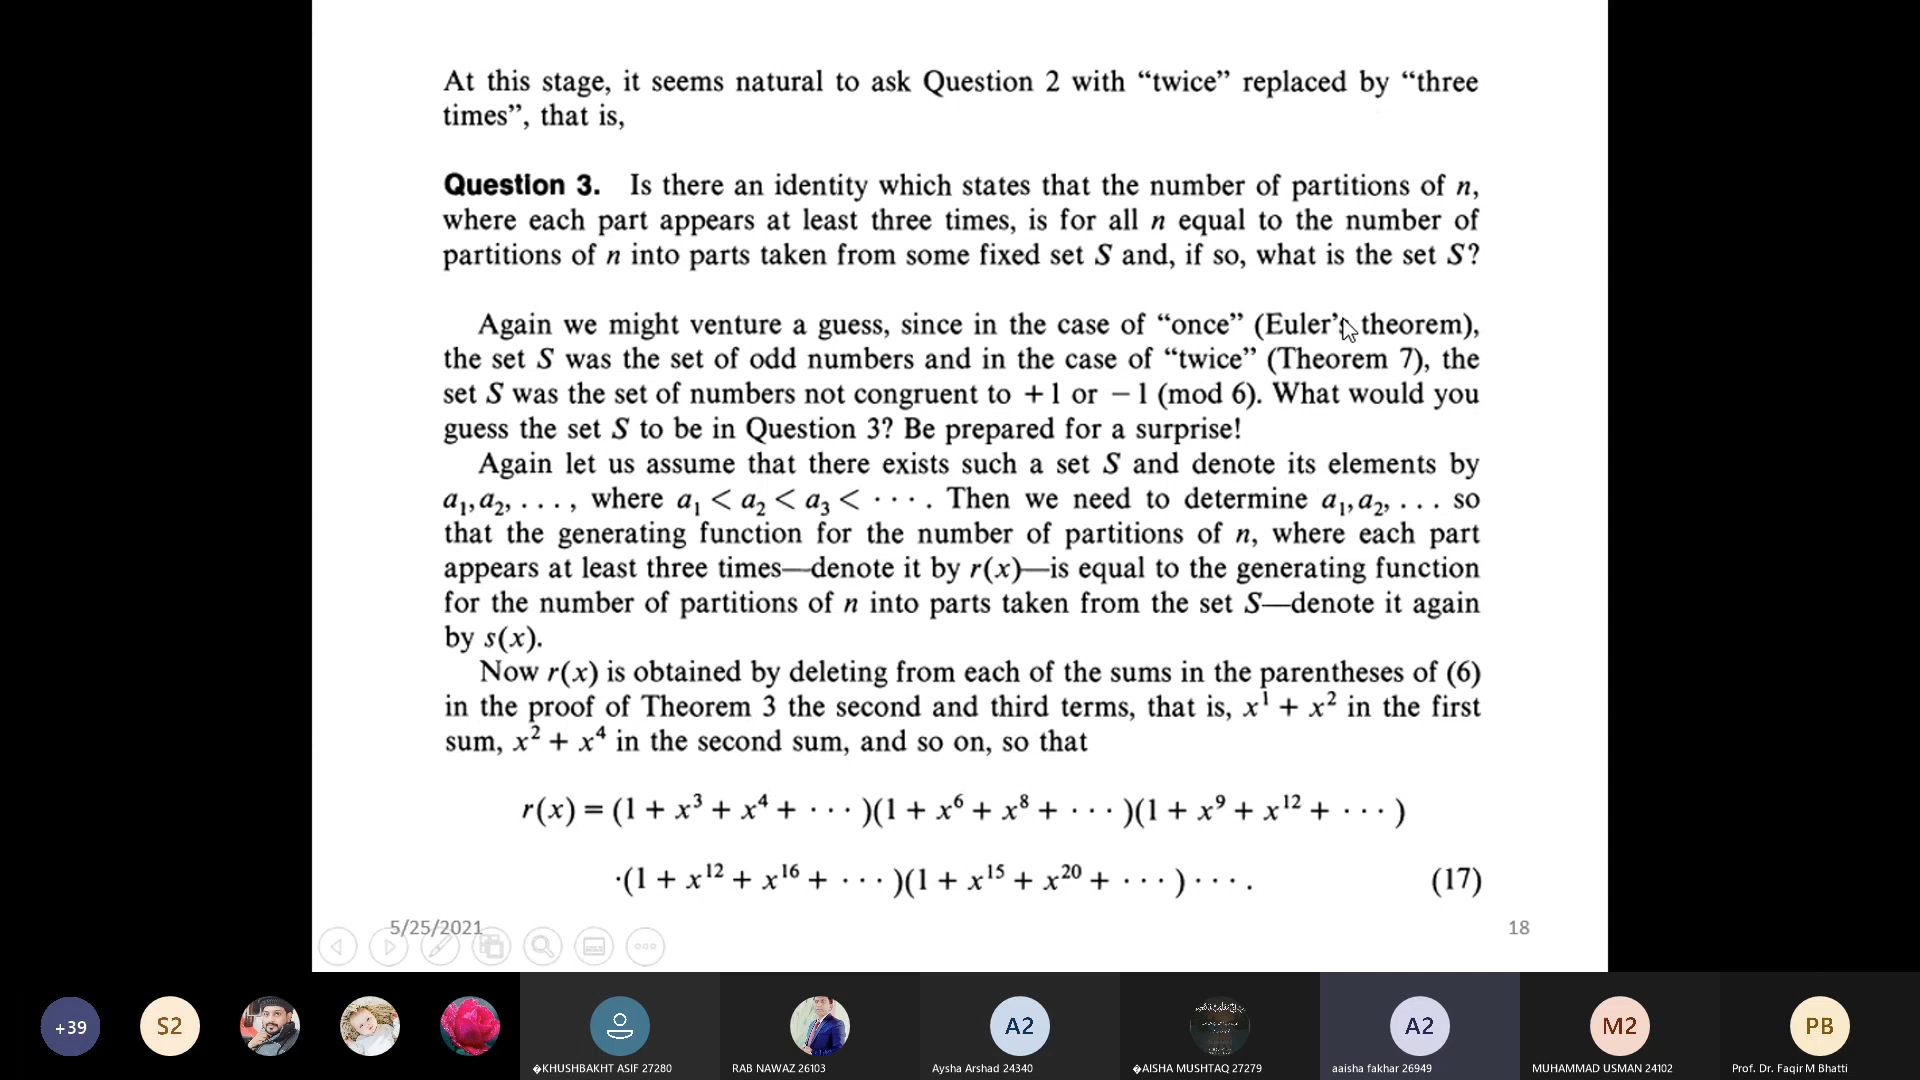 At this stage, it seems natural to ask Question 2 with “twice” replaced by “three
times”, that is,
Question 3. Is there an identity which states that the number of partitions of n,
where each part appears at least three times, is for all n equal to the number of
partitions of n into parts taken from some fixed set S and, if so, what is the set S?
Again we might venture a guess, since in the case of “once” (Euler’s theorem),
the set S was the set of odd numbers and in the case of “twice” (Theorem 7), the
set S was the set of numbers not congruent to +1 or −1 (mod 6). What would you
guess the set S to be in Question 3? Be prepared for a surprise!
Again let us assume that there exists such a set S and denote its elements by
a₁, a₂, . . . , where a₁ < a₂ < a₃ < · · · . Then we need to determine a₁, a₂, . . . so
that the generating function for the number of partitions of n, where each part
appears at least three times—denote it by r(x)—is equal to the generating function
for the number of partitions of n into parts taken from the set S—denote it again
by s(x).
Now r(x) is obtained by deleting from each of the sums in the parentheses of (6)
in the proof of Theorem 3 the second and third terms, that is, x¹ + x² in the first
sum, x² + x⁴ in the second sum, and so on, so that
r(x) = (1 + x³ + x⁴ + · · · )(1 + x⁶ + x⁸ + · · · )(1 + x⁹ + x¹² + · · · )
·(1 + x¹² + x¹⁶ + · · · )(1 + x¹⁵ + x²⁰ + · · · ) · · · . (17)
5/25/2021 18
+39 S2 A2 A2 M2 PB
�KHUSHBAKHT ASIF 27280 RAB NAWAZ 26103 Aysha Arshad 24340 �AISHA MUSHTAQ 27279 aaisha fakhar 26949 MUHAMMAD USMAN 24102 Prof. Dr. Faqir M Bhatti